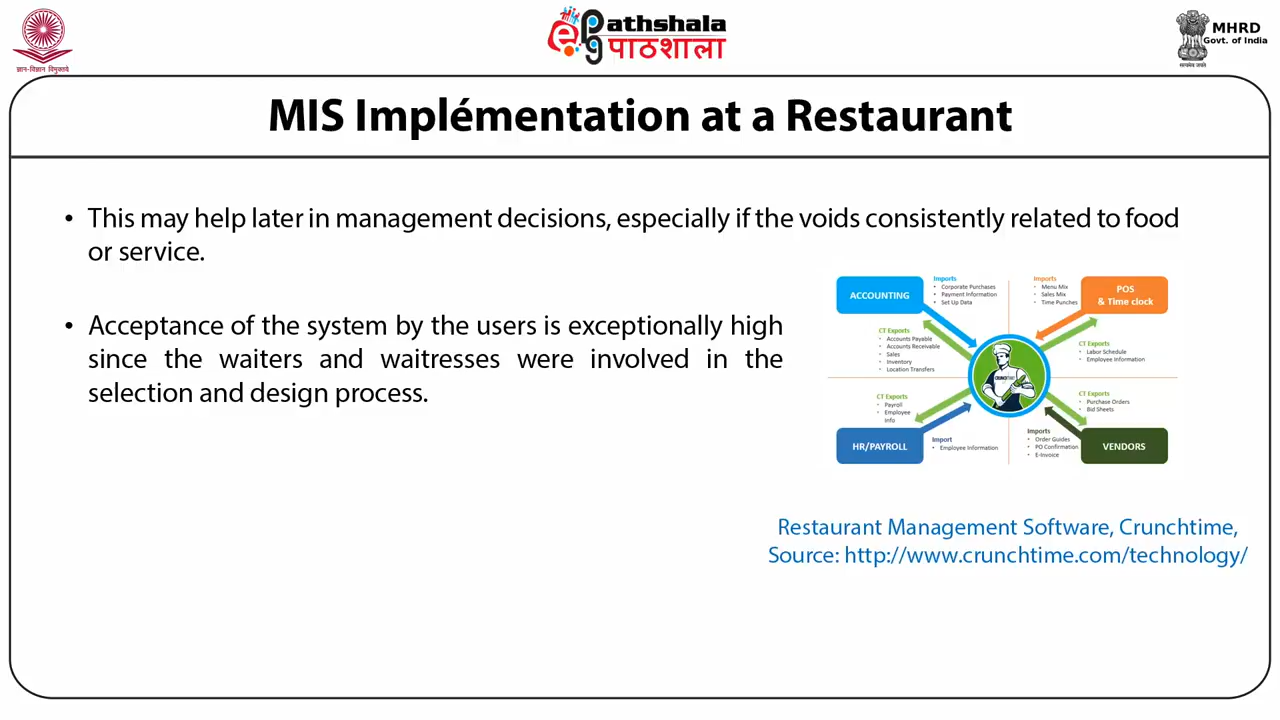 ज्ञान-विज्ञान विमुक्तये
ePG Pathshala
पाठशाला
MHRD
Govt. of India
सत्यमेव जयते
MIS Implémentation at a Restaurant
• This may help later in management decisions, especially if the voids consistently related to food
or service.
• Acceptance of the system by the users is exceptionally high
since the waiters and waitresses were involved in the
selection and design process.
ACCOUNTING
Imports
• Corporate Purchases
• Payment Information
• Set Up Data
CT Exports
• Accounts Payable
• Accounts Receivable
• Sales
• Inventory
• Location Transfers
Imports
• Menu Mix
• Sales Mix
• Time Punches
POS
& Time clock
CT Exports
• Labor Schedule
• Employee Information
CRUNCHTIME
CT Exports
• Payroll
• Employee
Info
HR/PAYROLL
Import
• Employee Information
CT Exports
• Purchase Orders
• Bid Sheets
Imports
• Order Guides
• PO Confirmation
• E-Invoice
VENDORS
Restaurant Management Software, Crunchtime,
Source: http://www.crunchtime.com/technology/